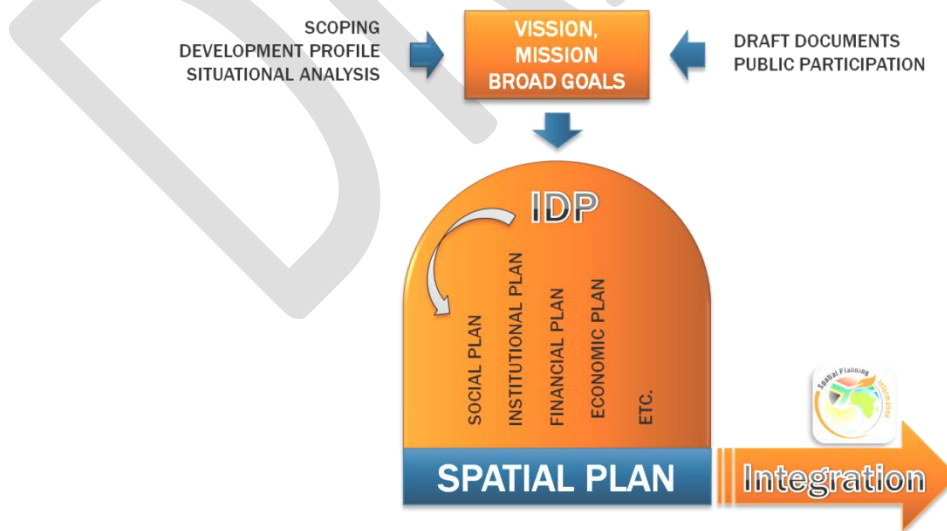 SCOPING
DEVELOPMENT PROFILE
SITUATIONAL ANALYSIS
VISSION,
MISSION
BROAD GOALS
DRAFT DOCUMENTS
PUBLIC PARTICIPATION
IDP
SOCIAL PLAN
INSTITUTIONAL PLAN
FINANCIAL PLAN
ECONOMIC PLAN
ETC.
Spatial Planning
Information
SPATIAL PLAN
Integration